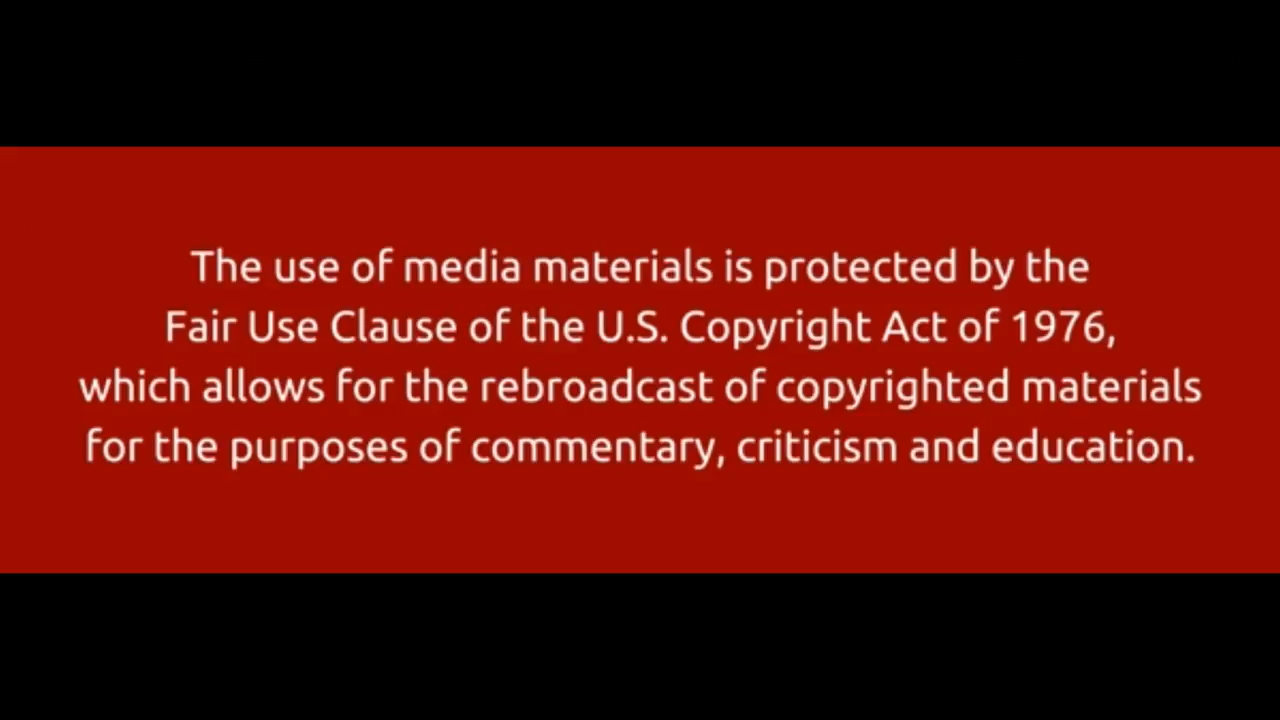 The use of media materials is protected by the
Fair Use Clause of the U.S. Copyright Act of 1976,
which allows for the rebroadcast of copyrighted materials
for the purposes of commentary, criticism and education.